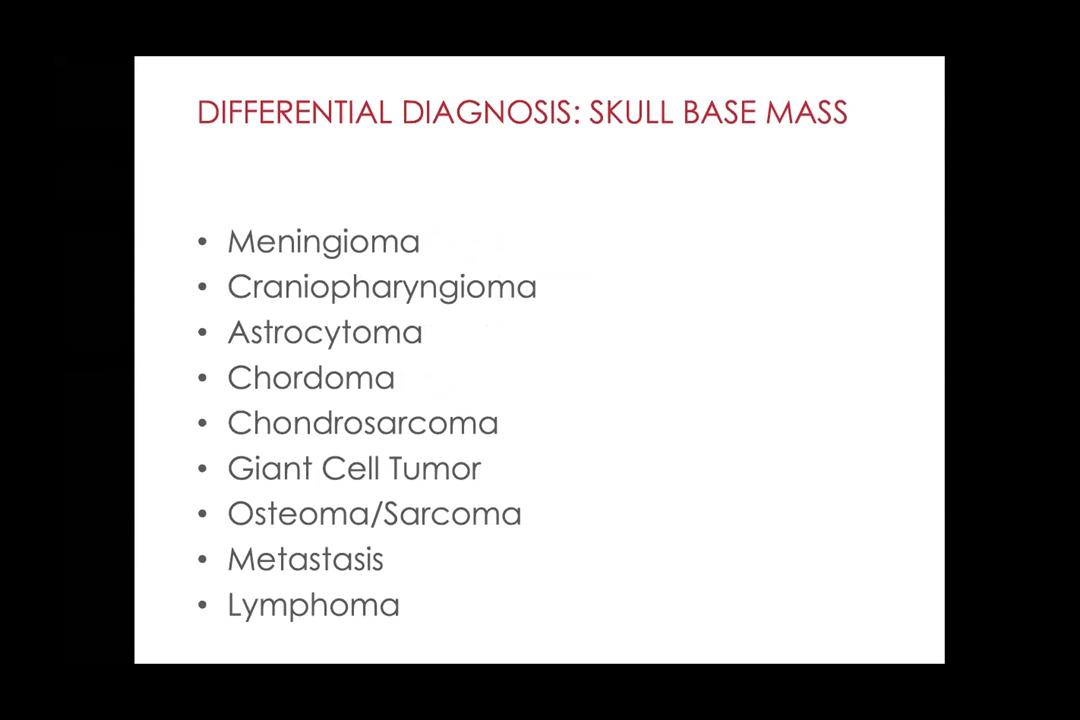 DIFFERENTIAL DIAGNOSIS: SKULL BASE MASS
• Meningioma
• Craniopharyngioma
• Astrocytoma
• Chordoma
• Chondrosarcoma
• Giant Cell Tumor
• Osteoma/Sarcoma
• Metastasis
• Lymphoma